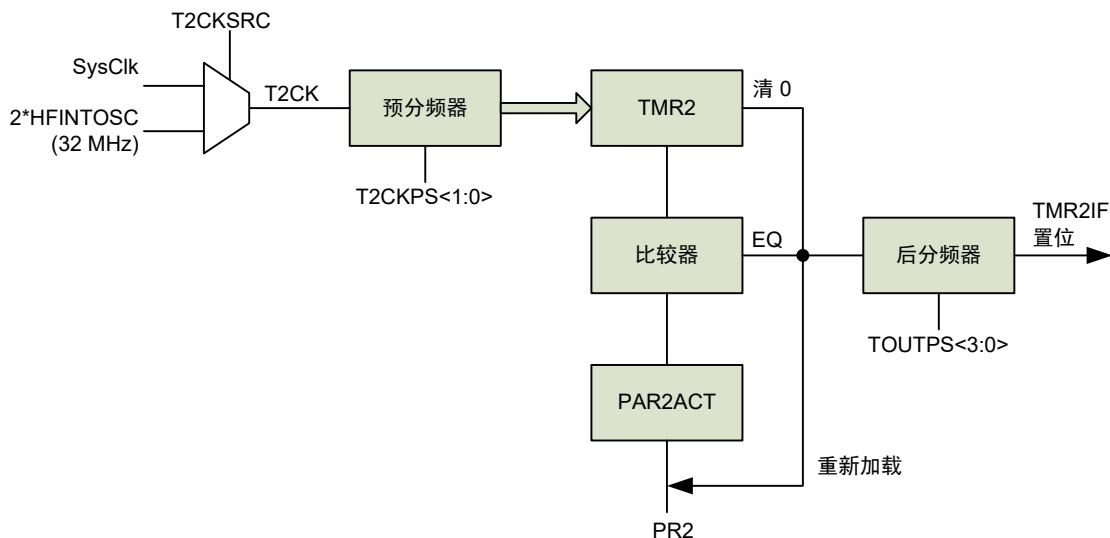 T2CKSRC
SysClk
2*HFINTOSC
(32 MHz)
T2CK
预分频器
T2CKPS<1:0>
TMR2
清 0
比较器
EQ
后分频器
TMR2IF
置位
TOUTPS<3:0>
PAR2ACT
重新加载
PR2